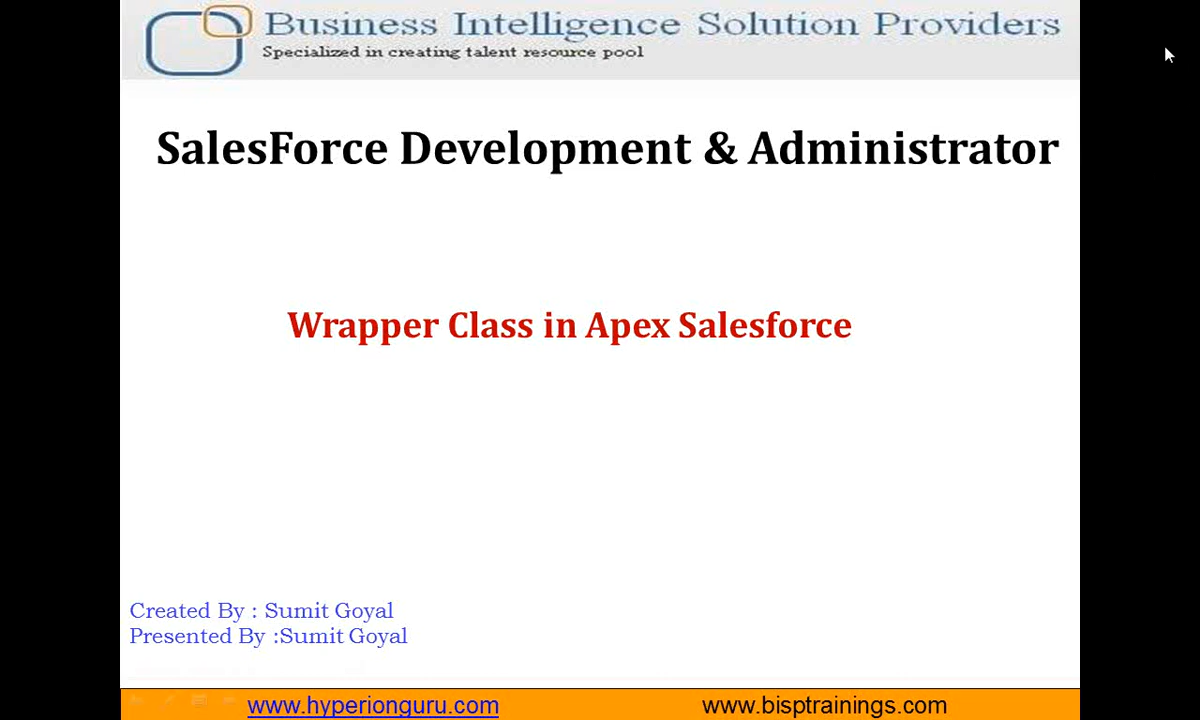 Business Intelligence Solution Providers
Specialized in creating talent resource pool
SalesForce Development & Administrator
Wrapper Class in Apex Salesforce
Created By : Sumit Goyal
Presented By :Sumit Goyal
www.hyperionguru.com www.bisptrainings.com